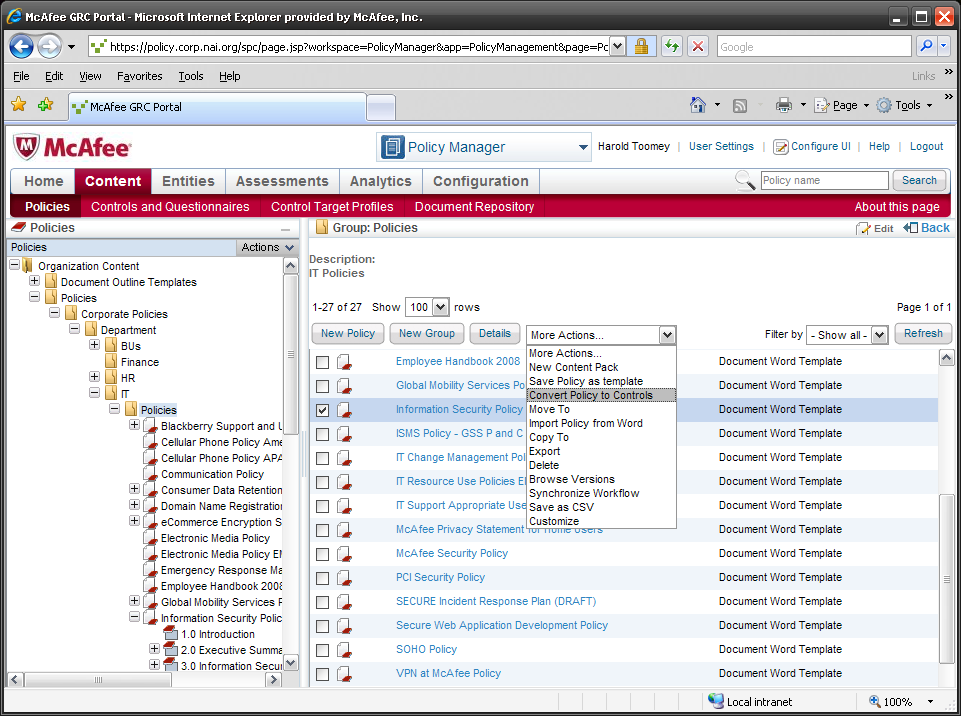 McAfee GRC Portal - Microsoft Internet Explorer provided by McAfee, Inc.
https://policy.corp.nai.org/spc/page.jsp?workspace=PolicyManager&app=PolicyManagement&page=Pc
Google
File Edit View Favorites Tools Help
Links »
McAfee GRC Portal
Page Tools »
McAfee
Policy Manager
Harold Toomey | User Settings | Configure UI | Help | Logout
Home Content Entities Assessments Analytics Configuration
Policy name Search
Policies Controls and Questionnaires Control Target Profiles Document Repository About this page
Policies
Policies Actions
Organization Content
Document Outline Templates
Policies
Corporate Policies
Department
BUs
Finance
HR
IT
Policies
Blackberry Support and U
Cellular Phone Policy Ame
Cellular Phone Policy APA
Communication Policy
Consumer Data Retention
Domain Name Registration
eCommerce Encryption S
Electronic Media Policy
Electronic Media Policy EM
Emergency Response Ma
Employee Handbook 2008
Global Mobility Services P
Information Security Polic
1.0 Introduction
2.0 Executive Summa
3.0 Information Secur
Group: Policies Edit Back
Description:
IT Policies
1-27 of 27 Show 100 rows Page 1 of 1
New Policy New Group Details More Actions... Filter by - Show all - Refresh
More Actions...
New Content Pack
Save Policy as template
Convert Policy to Controls
Move To
Import Policy from Word
Copy To
Export
Delete
Browse Versions
Synchronize Workflow
Save as CSV
Customize
Employee Handbook 2008 Document Word Template
Global Mobility Services Po Document Word Template
Information Security Policy Document Word Template
ISMS Policy - GSS P and C Document Word Template
IT Change Management Pol Document Word Template
IT Resource Use Policies E Document Word Template
IT Support Appropriate Use Document Word Template
McAfee Privacy Statement for Home Users Document Word Template
McAfee Security Policy Document Word Template
PCI Security Policy Document Word Template
SECURE Incident Response Plan (DRAFT) Document Word Template
Secure Web Application Development Policy Document Word Template
SOHO Policy Document Word Template
VPN at McAfee Policy Document Word Template
Local intranet 100%